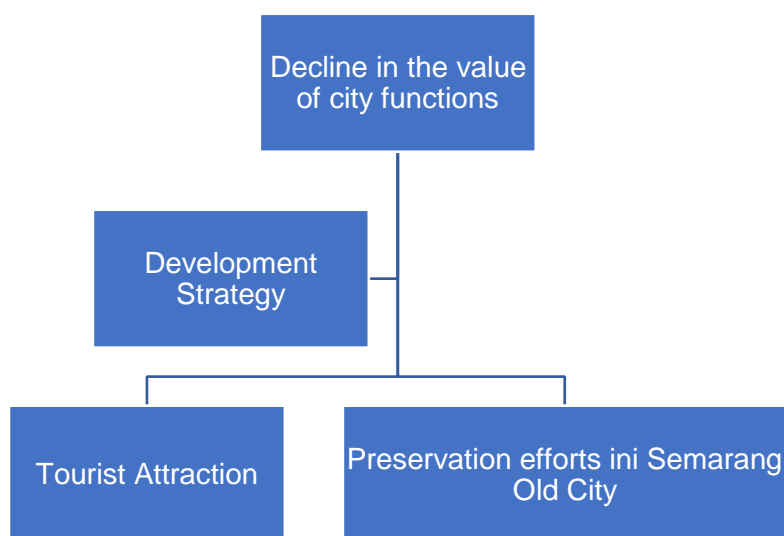 Decline in the value
of city functions
Development
Strategy
Tourist Attraction
Preservation efforts ini Semarang
Old City